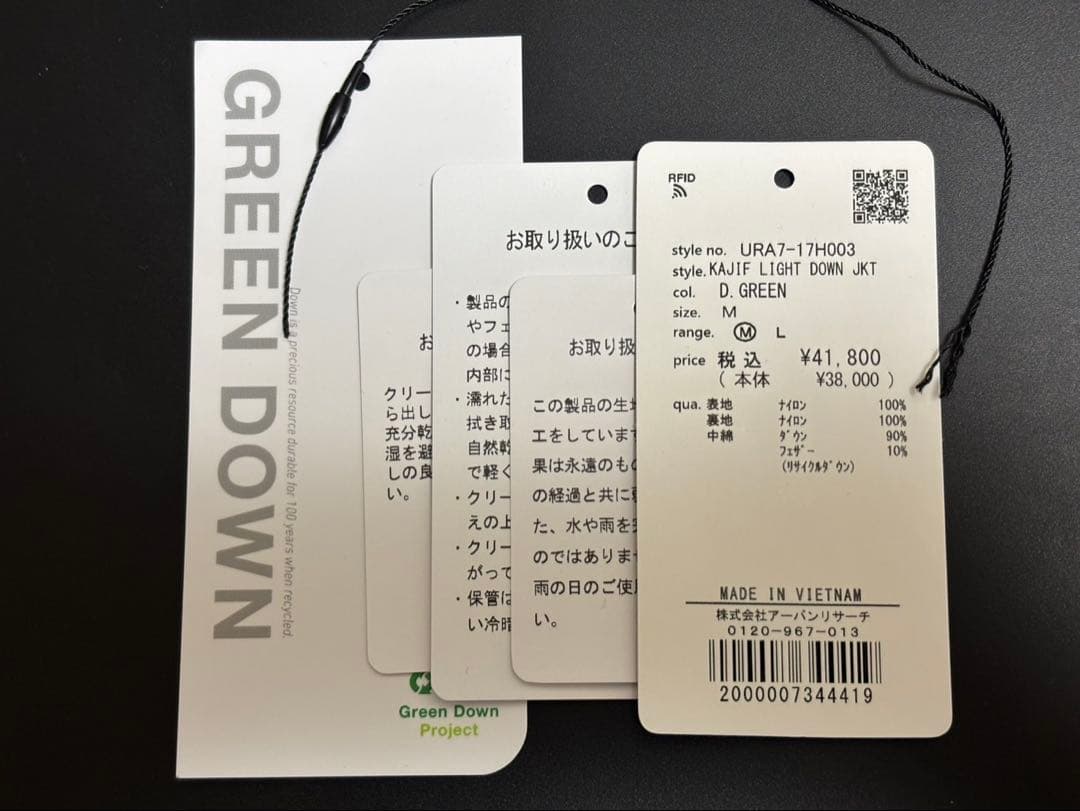 GREEN DOWN
Down is a precious resource durable for 100 years when recycled.
Green Down
Project
お
クリー
ら出し
充分乾
湿を避
しの良
い。
お取り扱いのこ
・製品の
やフェ
の場合
内部に
・濡れた
拭き取
自然乾
で軽く
・クリー
えの上
・クリー
がって
・保管は
い冷暗
お取り扱
この製品の生地
工をしています
果は永遠のもの
の経過と共に
た、水や雨を完
のではありませ
雨の日のご使用
い。
RFID
style no. URA7-17H003
style. KAJIF LIGHT DOWN JKT
col. D. GREEN
size. M
range. Ⓜ L
price 税込 ¥41,800
( 本体 ¥38,000 )
qua. 表地 ナイロン 100%
裏地 ナイロン 100%
中綿 ダウン 90%
フェザー 10%
(リサイクルダウン)
MADE IN VIETNAM
株式会社アーバンリサーチ
0120-967-013
2000007344419